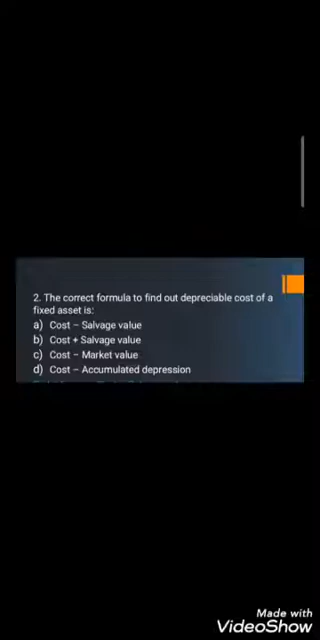 2. The correct formula to find out depreciable cost of a
fixed asset is:
a) Cost – Salvage value
b) Cost + Salvage value
c) Cost – Market value
d) Cost – Accumulated depression
Made with
VideoShow